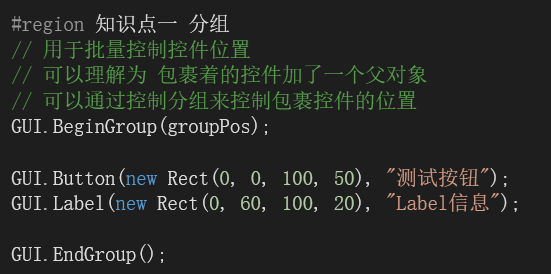 #region 知识点一 分组
// 用于批量控制控件位置
// 可以理解为 包裹着的控件加了一个父对象
// 可以通过控制分组来控制包裹控件的位置
GUI.BeginGroup(groupPos);
GUI.Button(new Rect(0, 0, 100, 50), "测试按钮");
GUI.Label(new Rect(0, 60, 100, 20), "Label信息");
GUI.EndGroup();